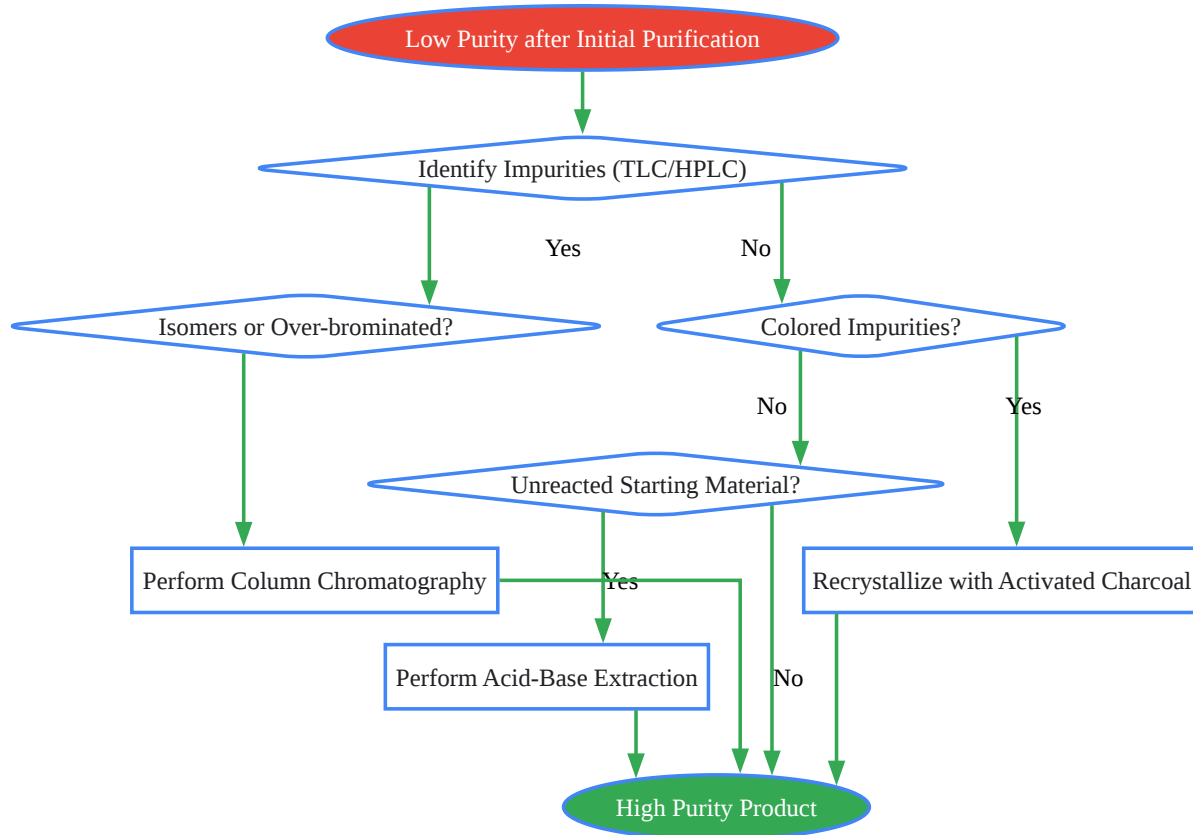 Low Purity after Initial Purification
Identify Impurities (TLC/HPLC)
Yes
No
Isomers or Over-brominated?
Colored Impurities?
No
Yes
Unreacted Starting Material?
Perform Column Chromatography
Yes
Recrystallize with Activated Charcoal
Perform Acid-Base Extraction
No
High Purity Product